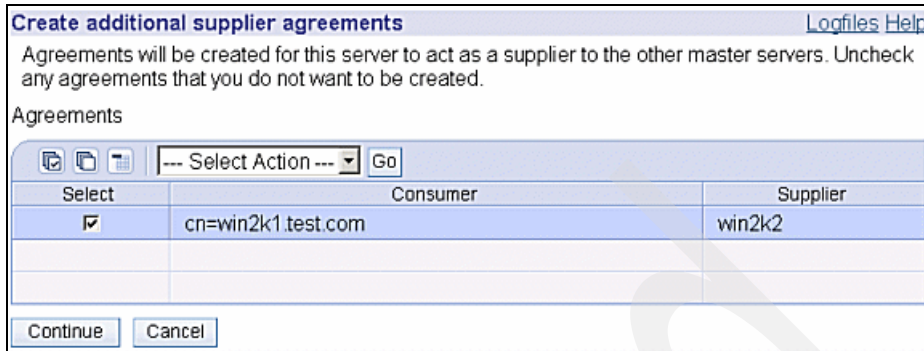 Create additional supplier agreements Logfiles Help
Agreements will be created for this server to act as a supplier to the other master servers. Uncheck
any agreements that you do not want to be created.
Agreements
--- Select Action --- Go
Select Consumer Supplier
cn=win2k1.test.com win2k2
Continue Cancel